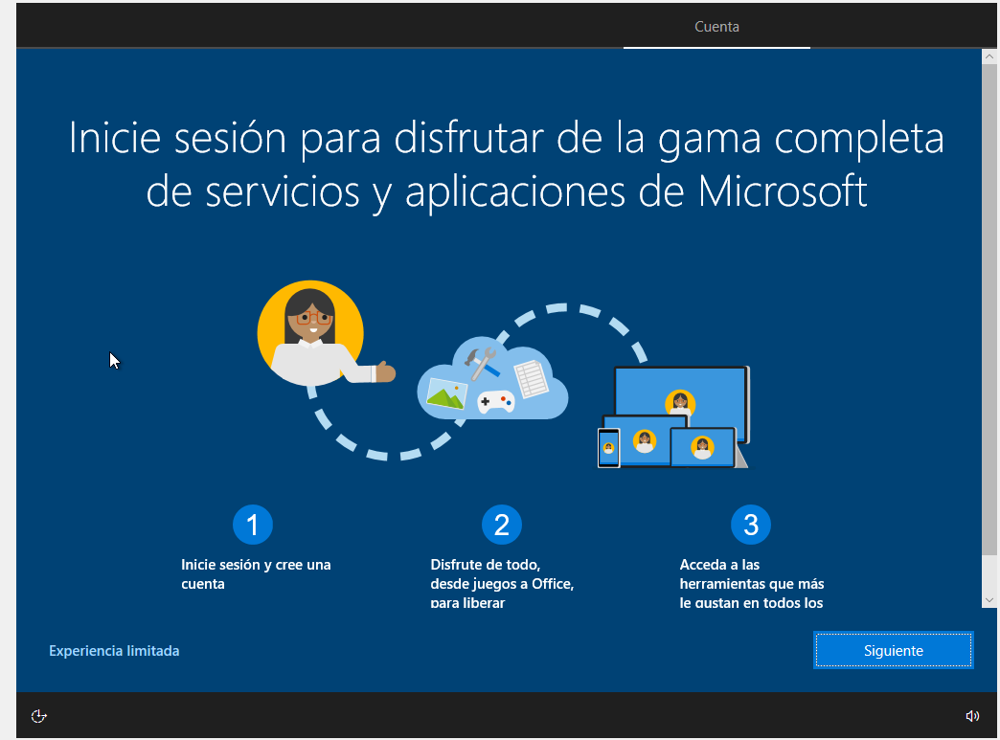 Cuenta
Inicie sesión para disfrutar de la gama completa
de servicios y aplicaciones de Microsoft
1
Inicie sesión y cree una
cuenta
2
Disfrute de todo,
desde juegos a Office,
para liberar
3
Acceda a las
herramientas que más
le gustan en todos los
Experiencia limitada
Siguiente